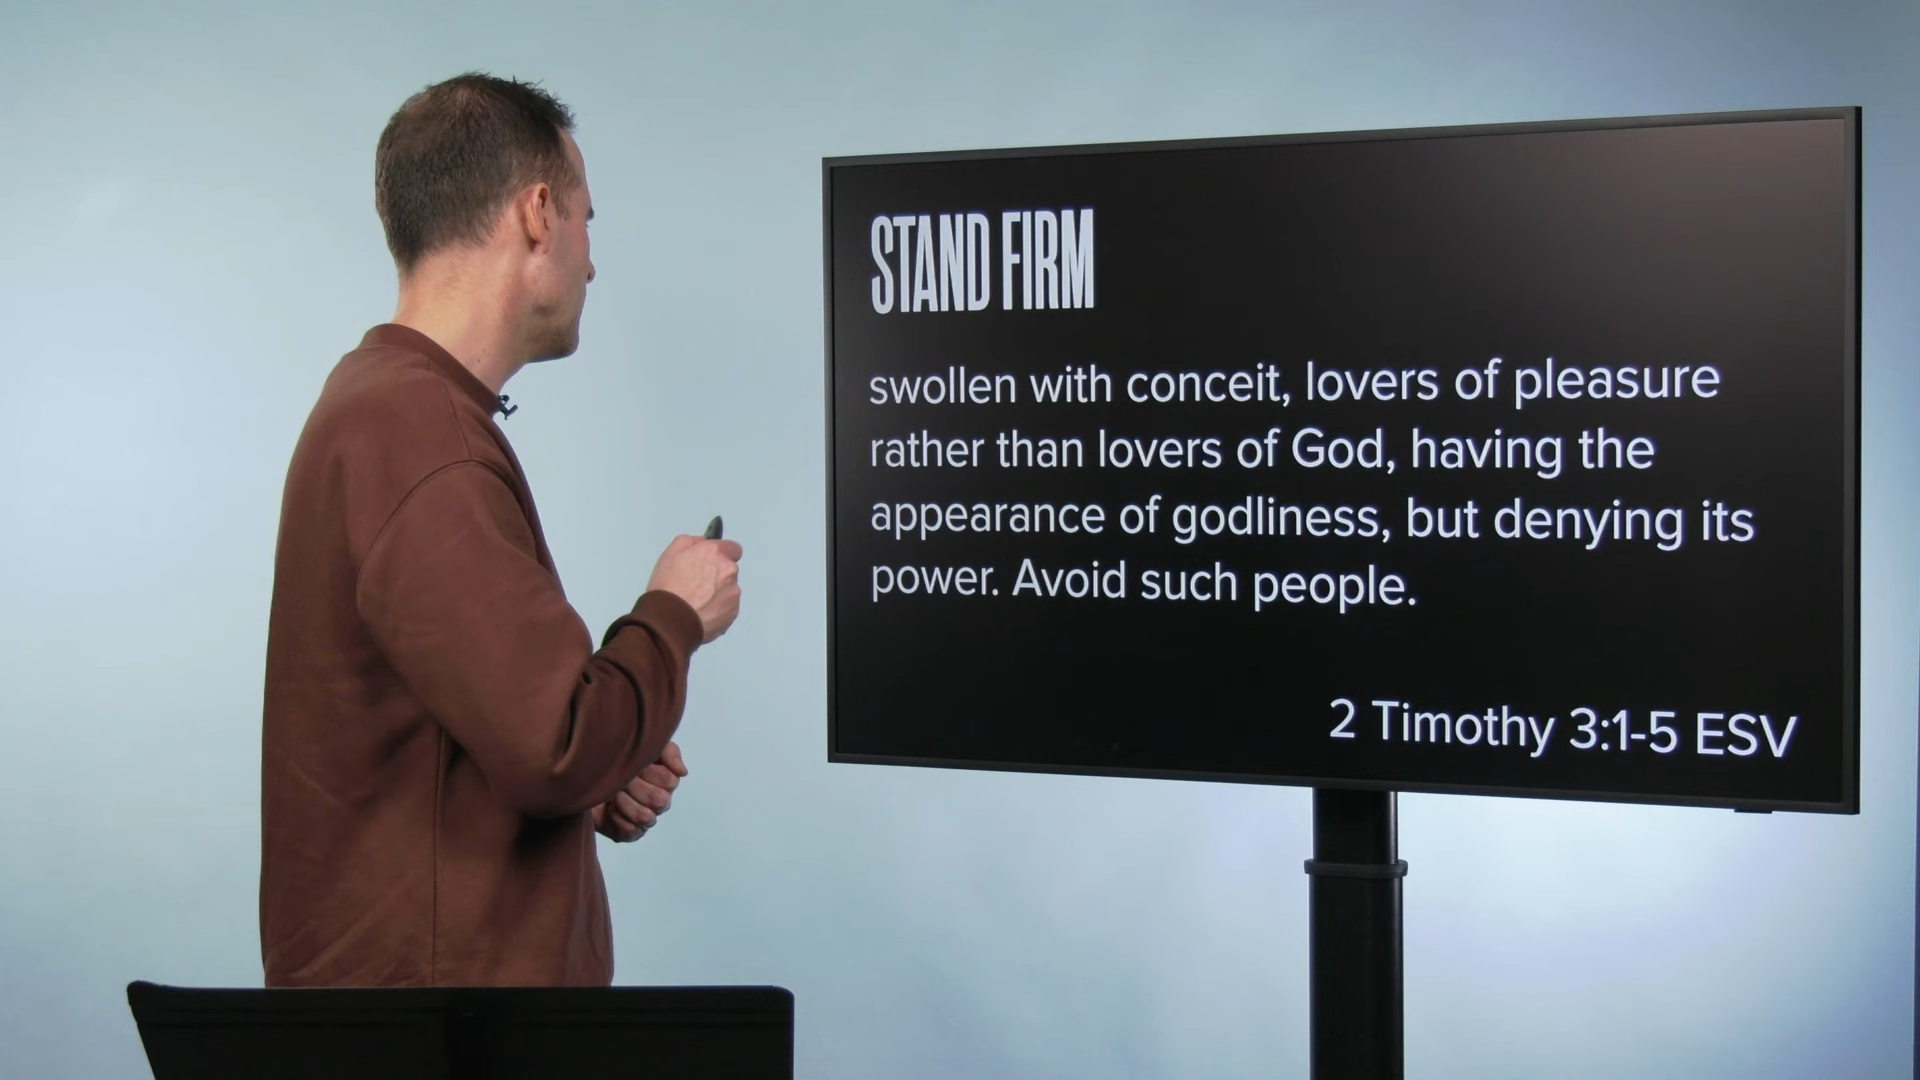 STAND FIRM
swollen with conceit, lovers of pleasure
rather than lovers of God, having the
appearance of godliness, but denying its
power. Avoid such people.
2 Timothy 3:1-5 ESV